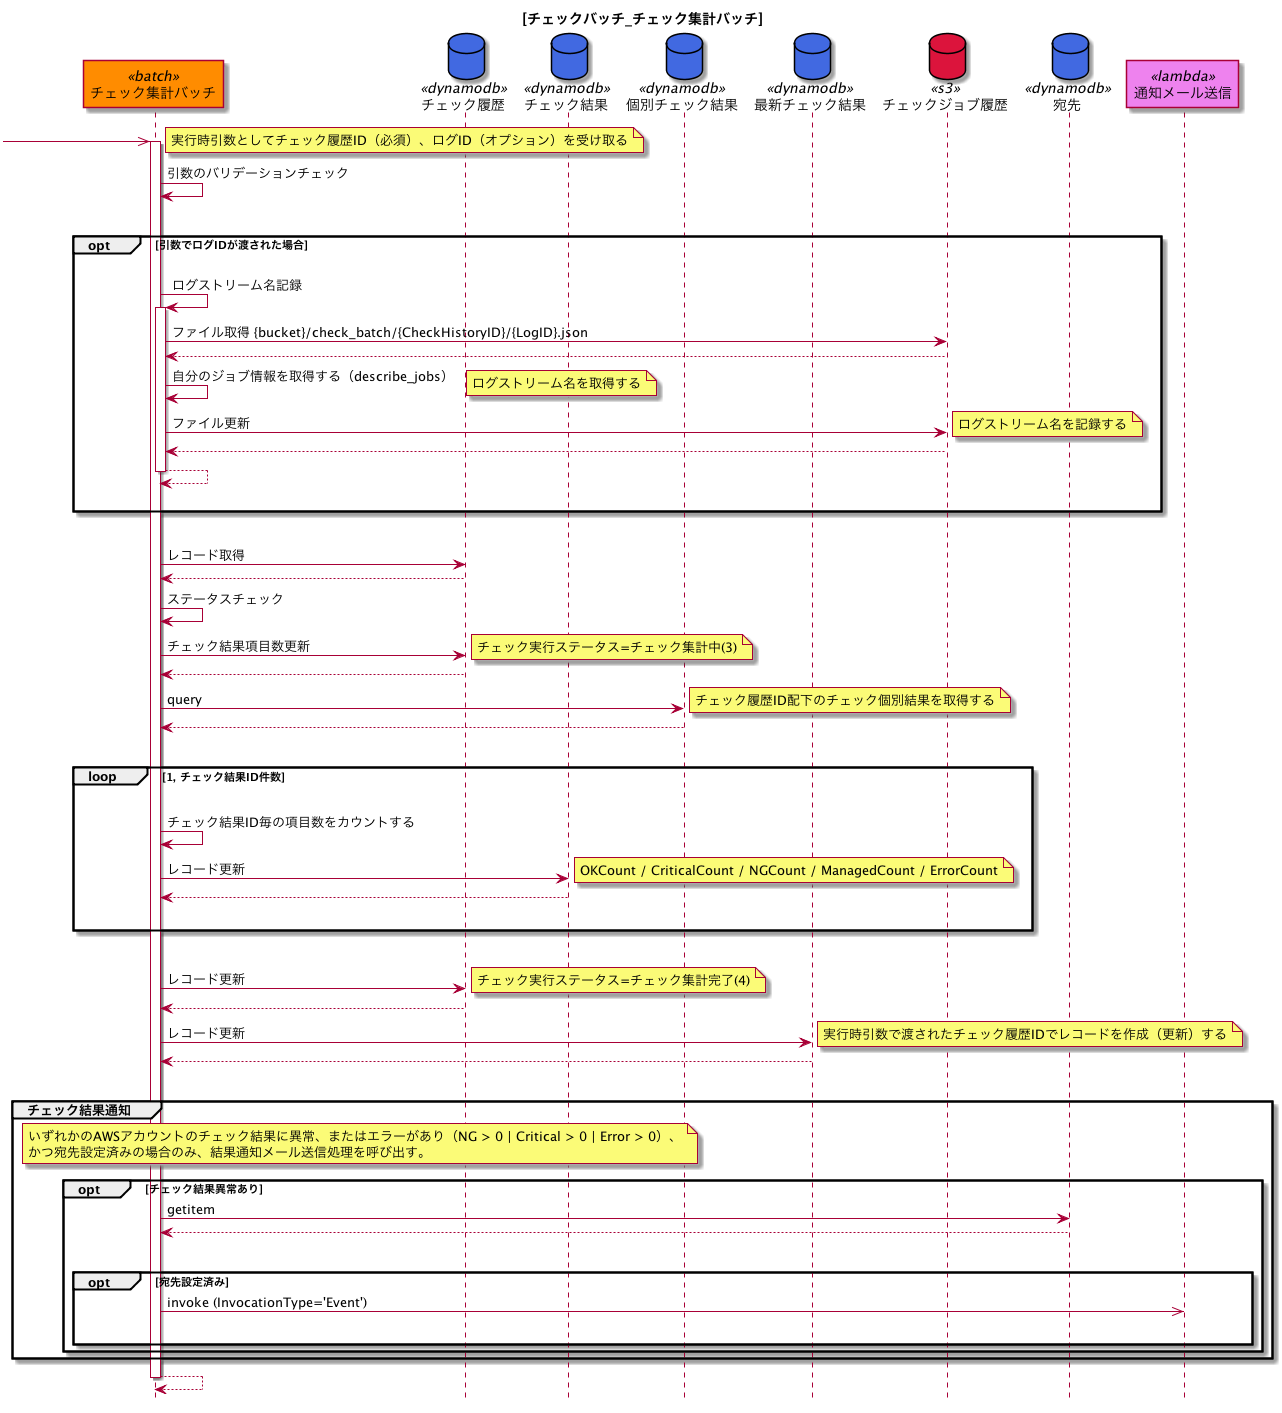 [チェックバッチ_チェック集計バッチ]
«batch»
チェック集計バッチ
«dynamodb»
チェック履歴
«dynamodb»
チェック結果
«dynamodb»
個別チェック結果
«dynamodb»
最新チェック結果
«s3»
チェックジョブ履歴
«dynamodb»
宛先
«lambda»
通知メール送信
実行時引数としてチェック履歴ID（必須）、ログID（オプション）を受け取る
引数のバリデーションチェック
opt [引数でログIDが渡された場合]
ログストリーム名記録
ファイル取得 {bucket}/check_batch/{CheckHistoryID}/{LogID}.json
自分のジョブ情報を取得する（describe_jobs）
ログストリーム名を取得する
ファイル更新
ログストリーム名を記録する
レコード取得
ステータスチェック
チェック結果項目数更新
チェック実行ステータス=チェック集計中(3)
query
チェック履歴ID配下のチェック個別結果を取得する
loop [1, チェック結果ID件数]
チェック結果ID毎の項目数をカウントする
レコード更新
OKCount / CriticalCount / NGCount / ManagedCount / ErrorCount
レコード更新
チェック実行ステータス=チェック集計完了(4)
レコード更新
実行時引数で渡されたチェック履歴IDでレコードを作成（更新）する
チェック結果通知
いずれかのAWSアカウントのチェック結果に異常、またはエラーがあり（NG > 0 | Critical > 0 | Error > 0）、
かつ宛先設定済みの場合のみ、結果通知メール送信処理を呼び出す。
opt [チェック結果異常あり]
getitem
opt [宛先設定済み]
invoke (InvocationType='Event')